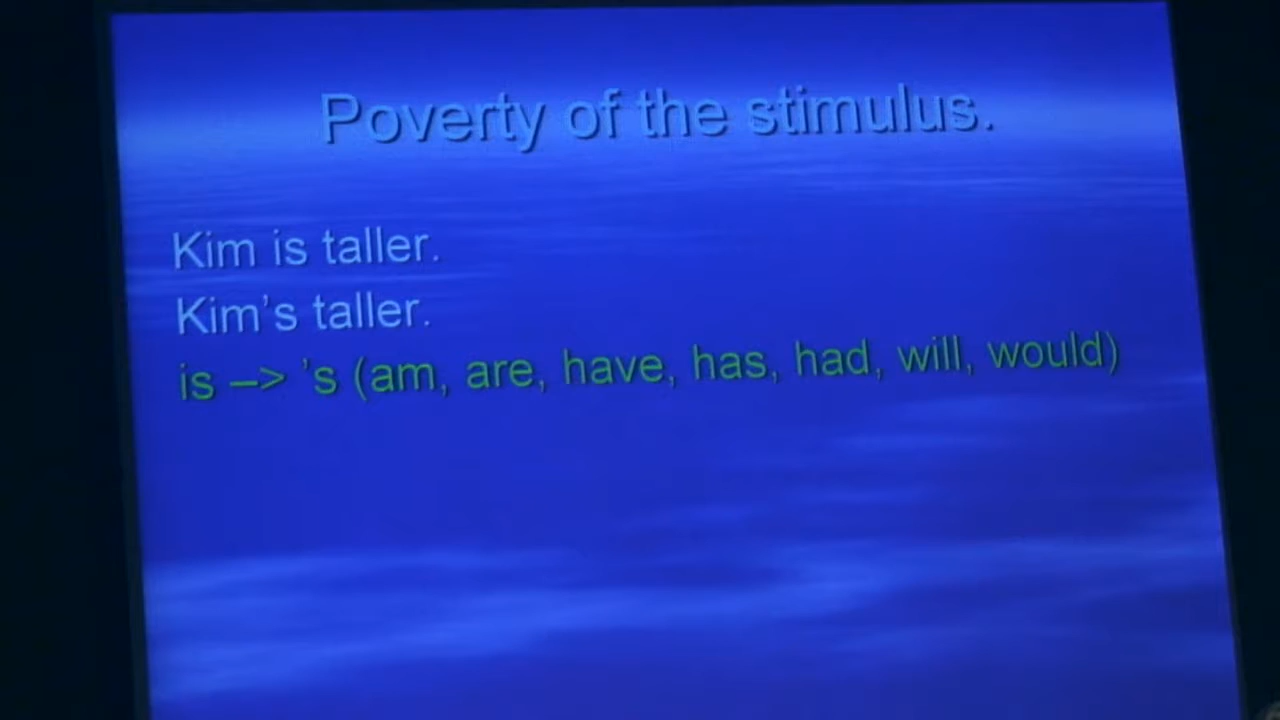 Poverty of the stimulus.
Kim is taller.
Kim's taller.
is –> 's (am, are, have, has, had, will, would)